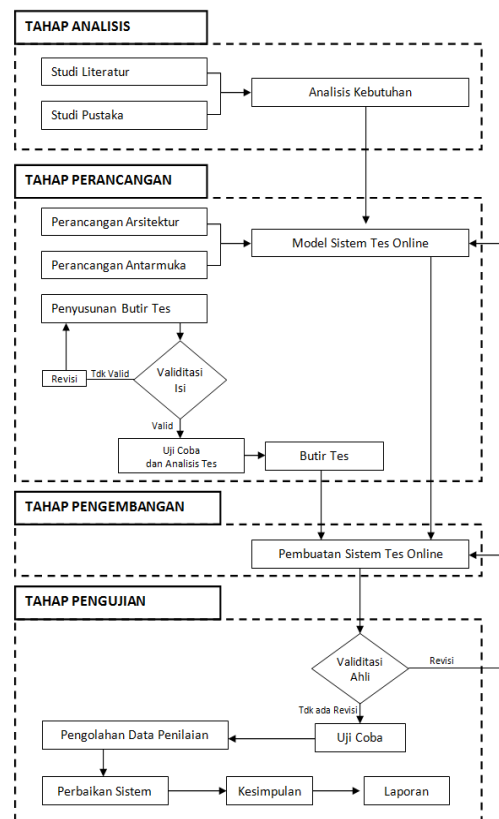 TAHAP ANALISIS
Studi Literatur
Analisis Kebutuhan
Studi Pustaka
TAHAP PERANCANGAN
Perancangan Arsitektur
Model Sistem Tes Online
Perancangan Antarmuka
Penyusunan Butir Tes
Revisi
Tdk Valid
Validitasi
Isi
Valid
Uji Coba
dan Analisis Tes
Butir Tes
TAHAP PENGEMBANGAN
Pembuatan Sistem Tes Online
TAHAP PENGUJIAN
Validitasi
Ahli
Revisi
Tdk ada Revisi
Uji Coba
Pengolahan Data Penilaian
Perbaikan Sistem
Kesimpulan
Laporan